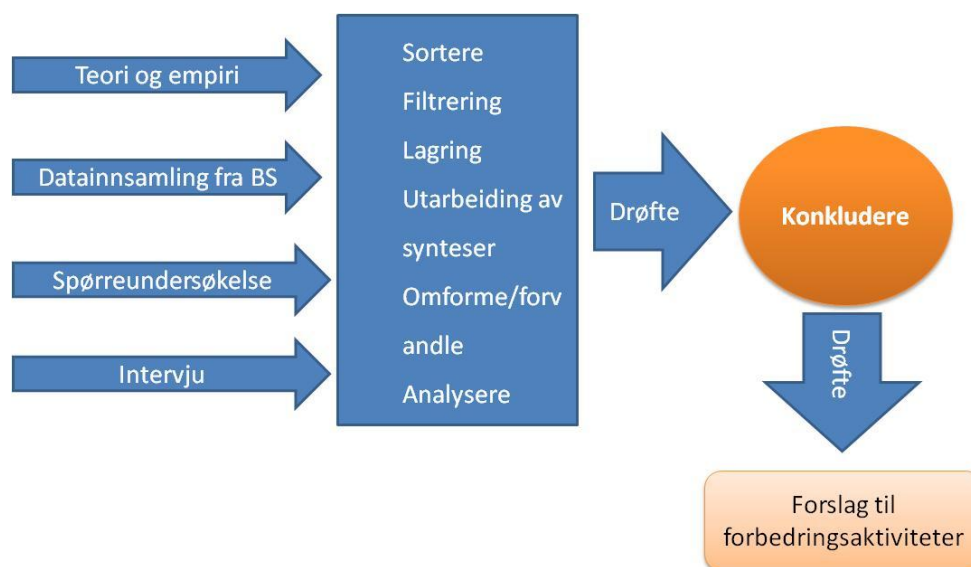 Teori og empiri
Datainnsamling fra BS
Spørreundersøkelse
Intervju
Sortere
Filtrering
Lagring
Utarbeiding av
synteser
Omforme/forv
andle
Analysere
Drøfte
Konkludere
Drøfte
Forslag til
forbedringsaktiviteter